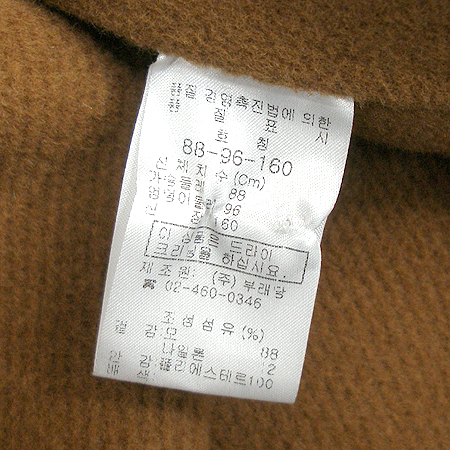 품질경영촉진법에 의한
품질표시
호칭
88-96-160
신체치수(Cm)
가슴둘레 88
엉덩이둘레 96
신장 160
이 상품은 드라이
크리닝을 하십시요.
제조원: (주)부래당
☎ 02-460-0346
조성섬유(%)
겉감:모 88
나일론 2
안감:폴리에스테르100